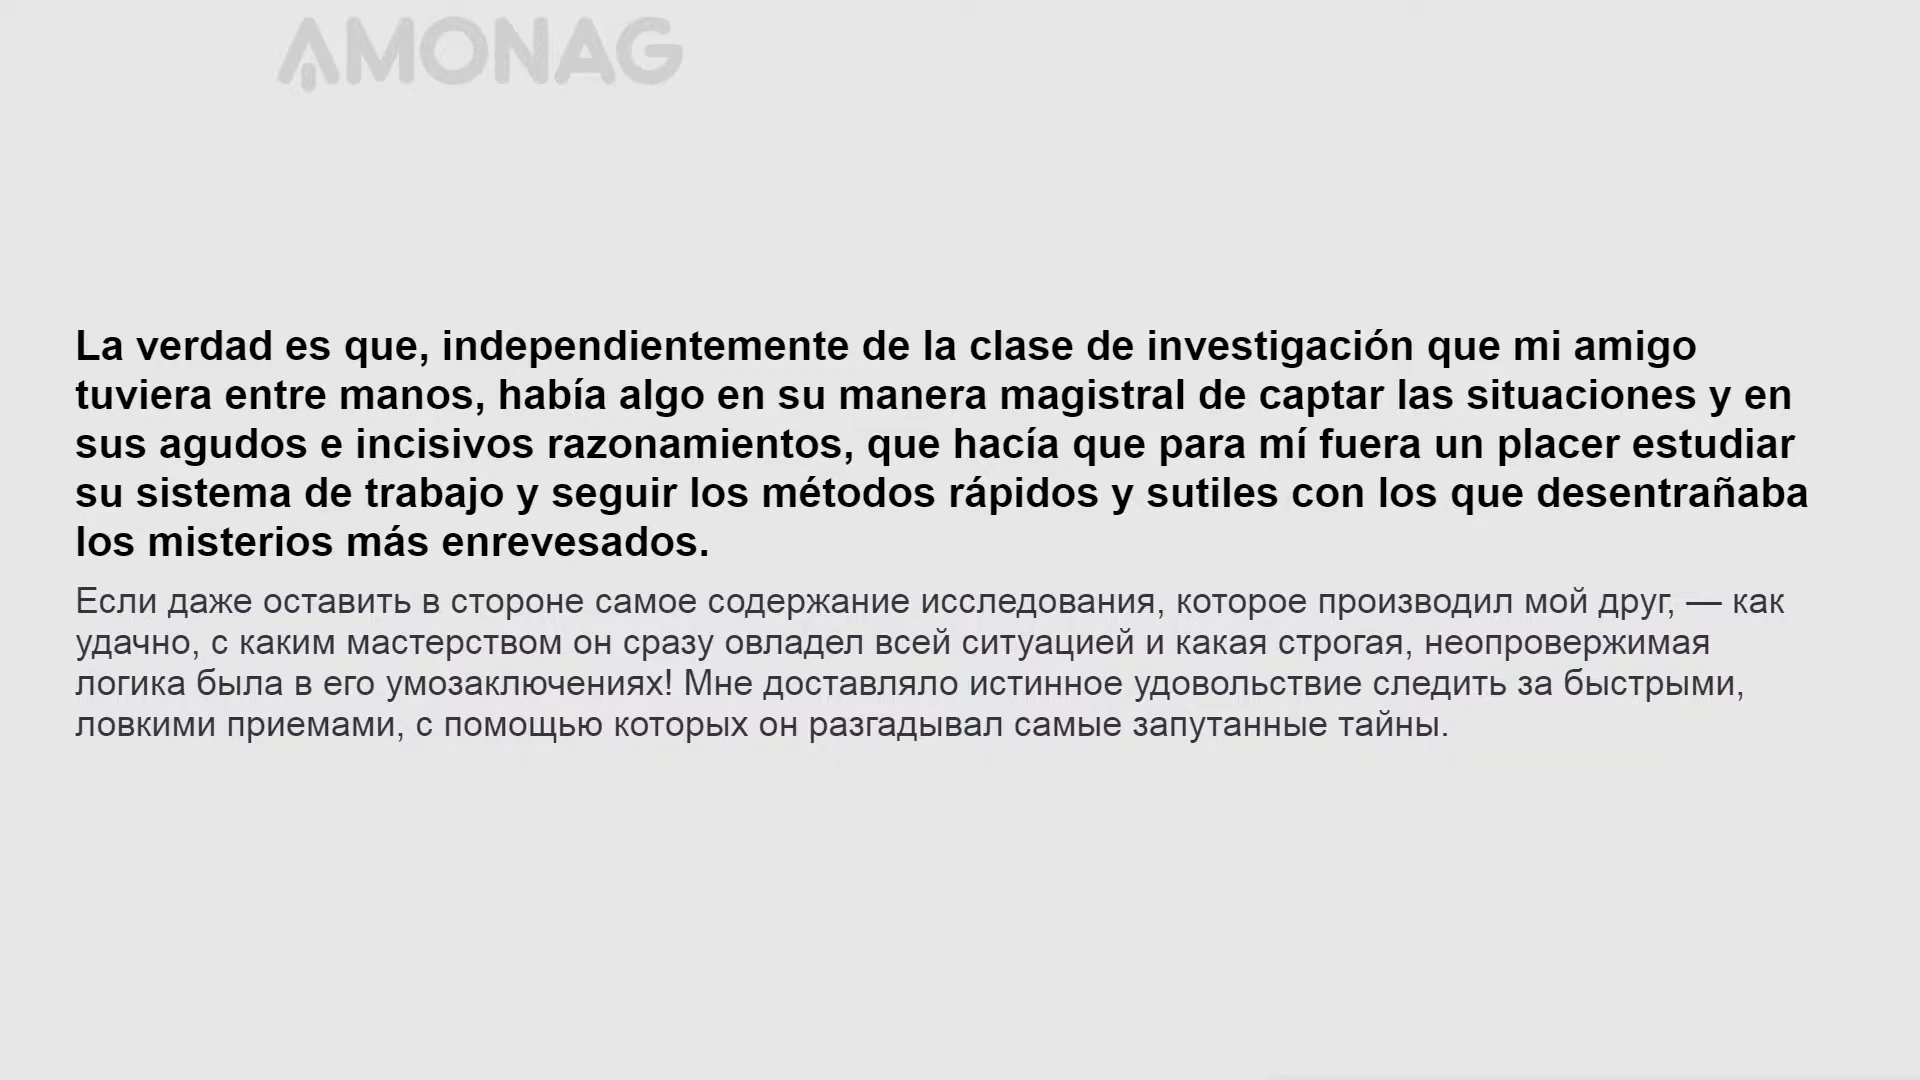 AMONAG
La verdad es que, independientemente de la clase de investigación que mi amigo
tuviera entre manos, había algo en su manera magistral de captar las situaciones y en
sus agudos e incisivos razonamientos, que hacía que para mí fuera un placer estudiar
su sistema de trabajo y seguir los métodos rápidos y sutiles con los que desentrañaba
los misterios más enrevesados.
Если даже оставить в стороне самое содержание исследования, которое производил мой друг, — как
удачно, с каким мастерством он сразу овладел всей ситуацией и какая строгая, неопровержимая
логика была в его умозаключениях! Мне доставляло истинное удовольствие следить за быстрыми,
ловкими приемами, с помощью которых он разгадывал самые запутанные тайны.